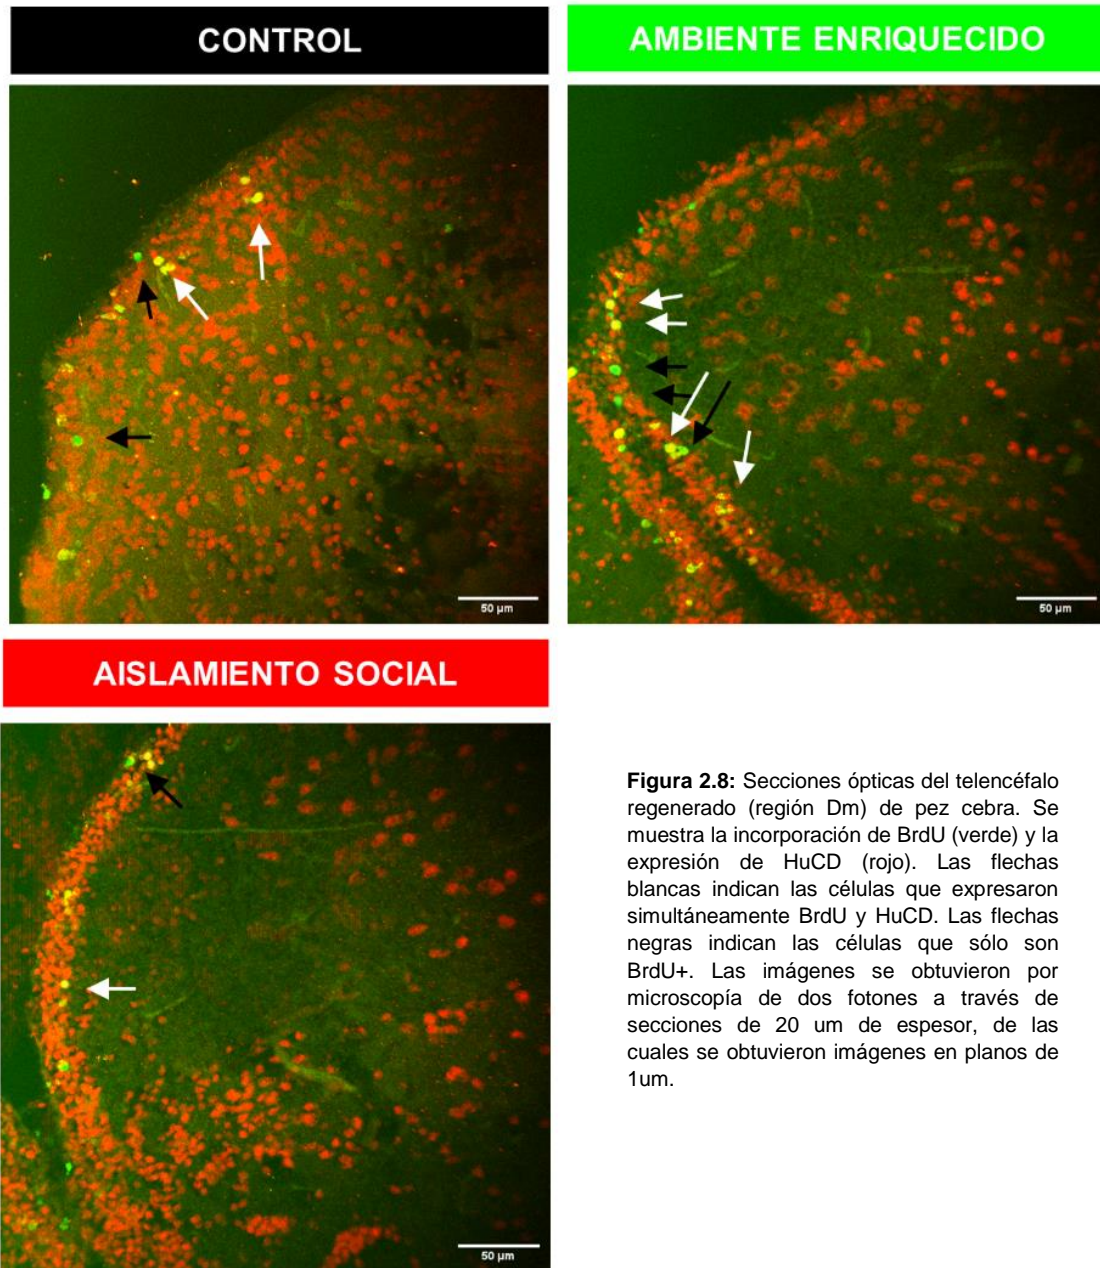 CONTROL
AMBIENTE ENRIQUECIDO
50 µm
50 µm
AISLAMIENTO SOCIAL
50 µm
Figura 2.8: Secciones ópticas del telencéfalo
regenerado (región Dm) de pez cebra. Se
muestra la incorporación de BrdU (verde) y la
expresión de HuCD (rojo). Las flechas
blancas indican las células que expresaron
simultáneamente BrdU y HuCD. Las flechas
negras indican las células que sólo son
BrdU+. Las imágenes se obtuvieron por
microscopía de dos fotones a través de
secciones de 20 um de espesor, de las
cuales se obtuvieron imágenes en planos de
1um.